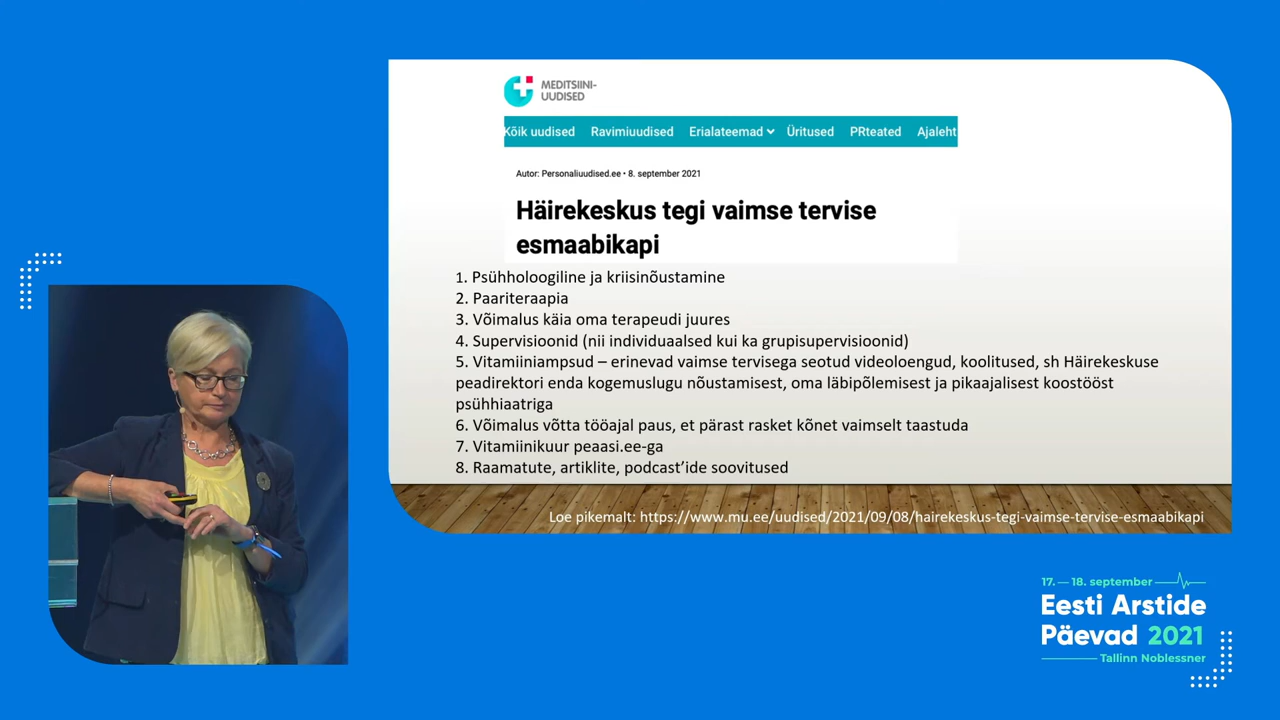 MEDITSIINI-
UUDISED
Kõik uudised Ravimiuudised Erialateemad Üritused PRteated Ajaleht
Autor: Personaliuudised.ee • 8. september 2021
Häirekeskus tegi vaimse tervise
esmaabikapi
1. Psühholoogiline ja kriisinõustamine
2. Paariteraapia
3. Võimalus käia oma terapeudi juures
4. Supervisioonid (nii individuaalsed kui ka grupisupervisioonid)
5. Vitamiiniampsud – erinevad vaimse tervisega seotud videoloengud, koolitused, sh Häirekeskuse
peadirektori enda kogemuslugu nõustamisest, oma läbipõlemisest ja pikaajalisest koostööst
psühhiaatriga
6. Võimalus võtta tööajal paus, et pärast rasket kõnet vaimselt taastuda
7. Vitamiinikuur peaasi.ee-ga
8. Raamatute, artiklite, podcast’ide soovitused
Loe pikemalt: https://www.mu.ee/uudised/2021/09/08/hairekeskus-tegi-vaimse-tervise-esmaabikapi
17. — 18. september
Eesti Arstide
Päevad 2021
Tallinn Noblessner